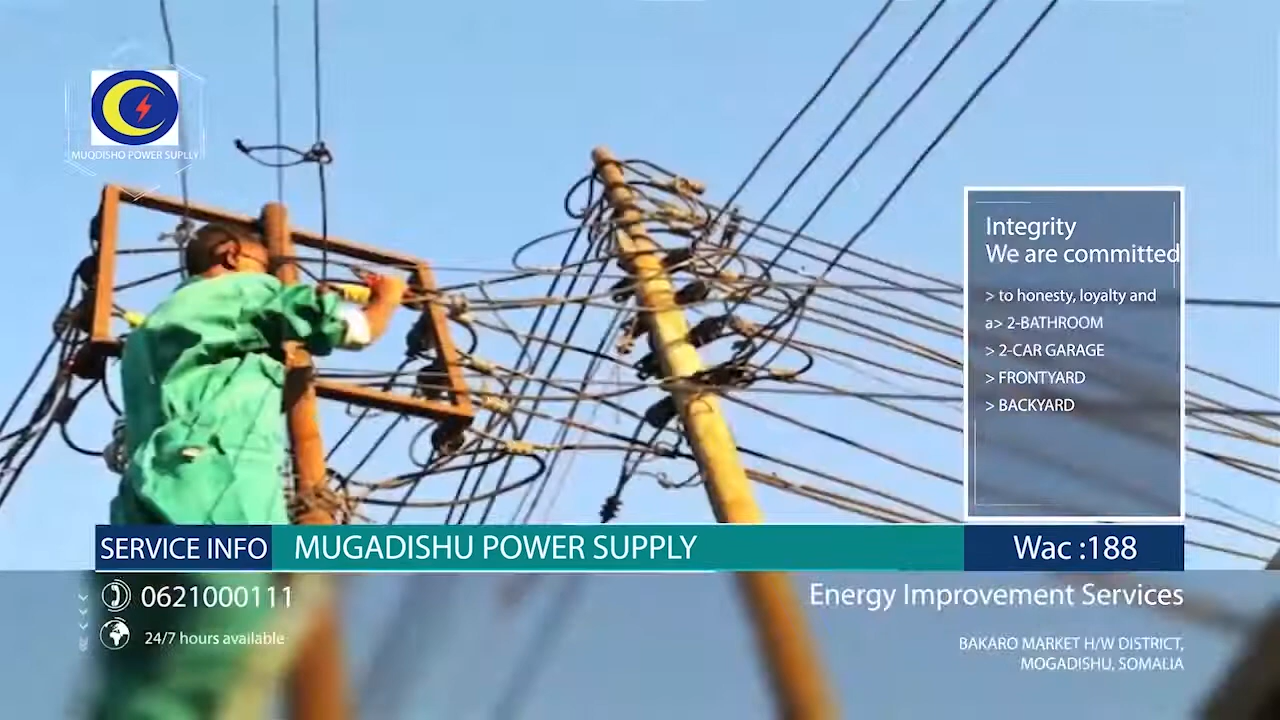 MUQDISHO POWER SUPLLY
Integrity
We are committed
> to honesty, loyalty and
a> 2-BATHROOM
> 2-CAR GARAGE
> FRONTYARD
> BACKYARD
SERVICE INFO
MUGADISHU POWER SUPPLY
Wac :188
0621000111
24/7 hours available
Energy Improvement Services
BAKARO MARKET H/W DISTRICT,
MOGADISHU, SOMALIA